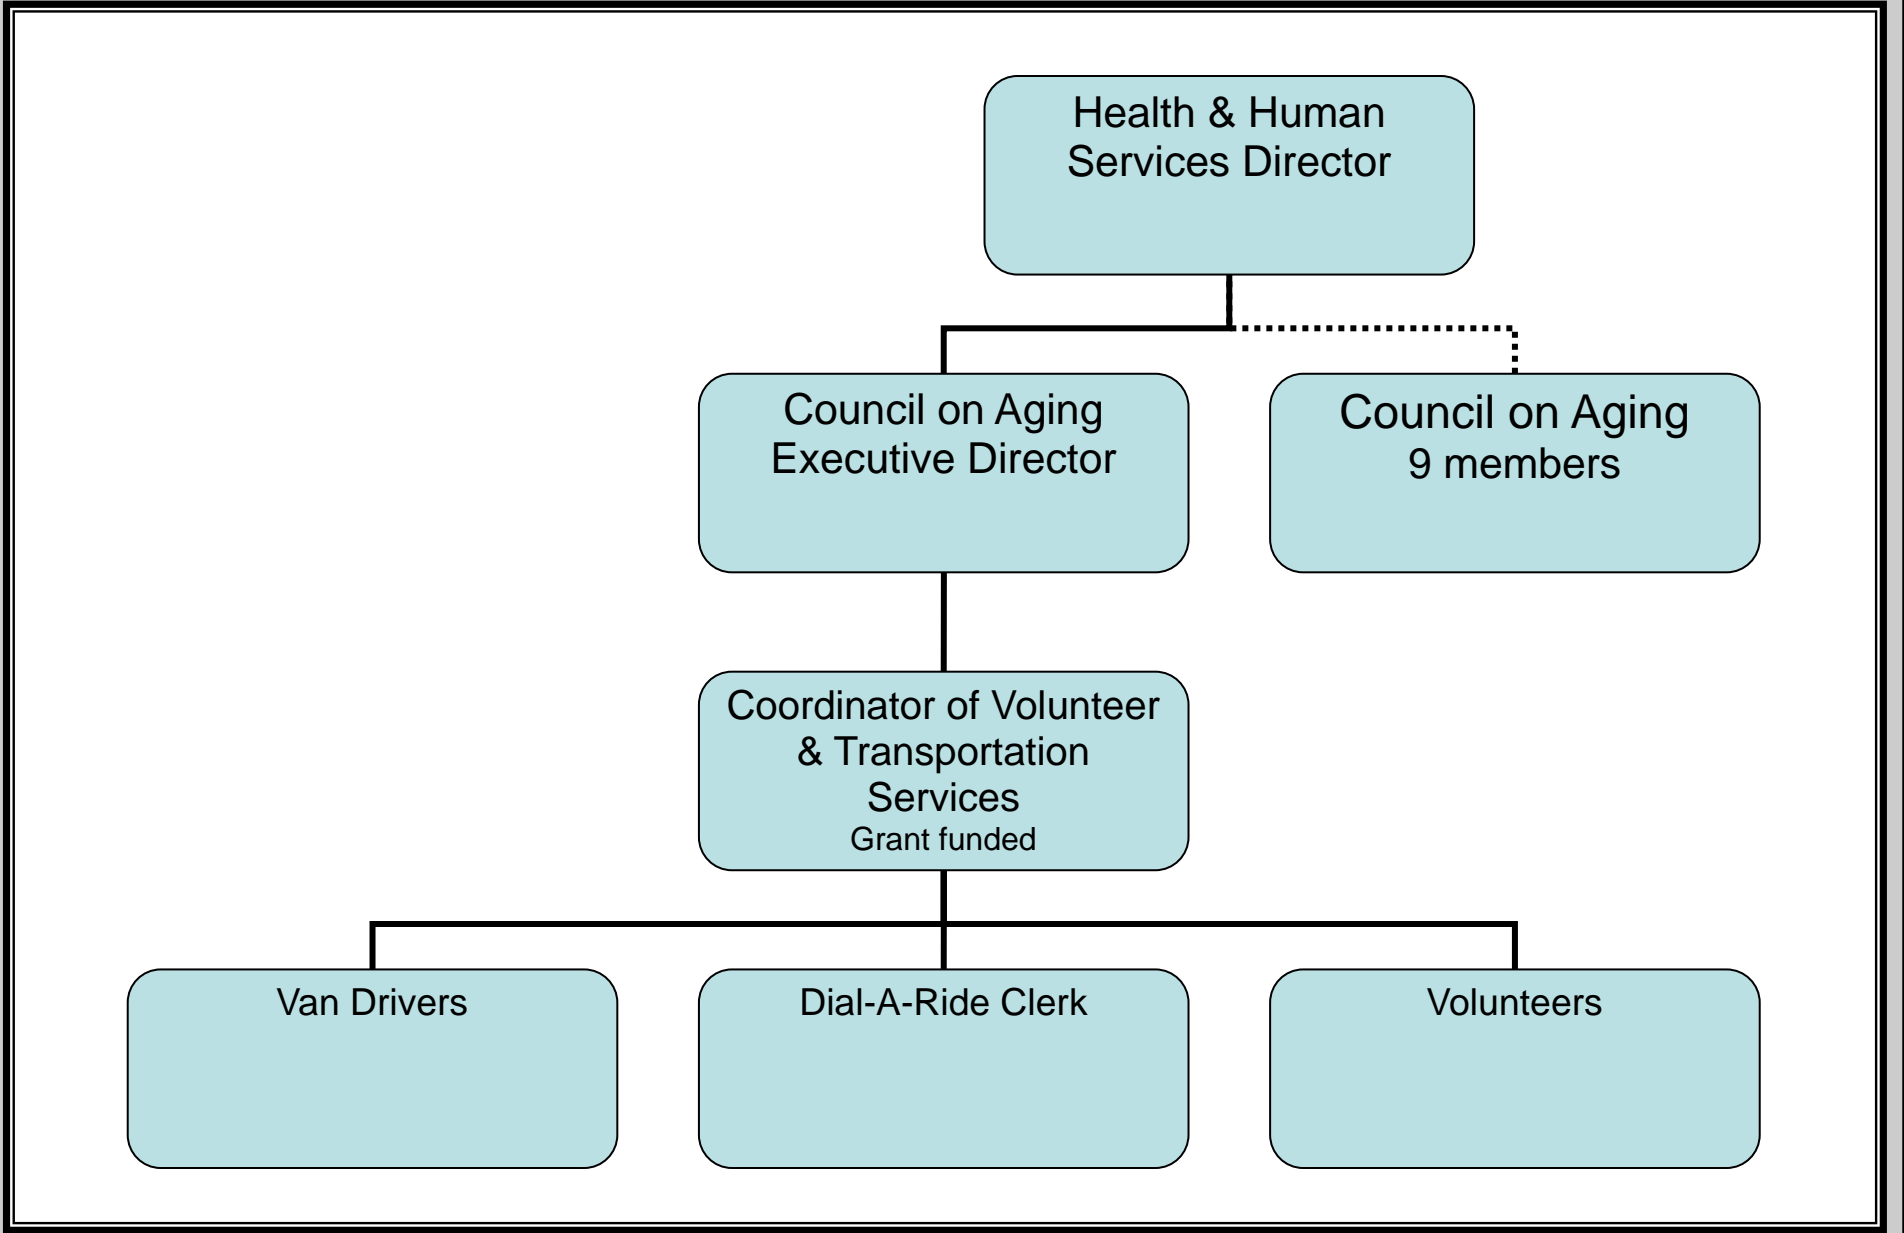 Health & Human
Services Director
Council on Aging
Executive Director
Council on Aging
9 members
Coordinator of Volunteer
& Transportation
Services
Grant funded
Van Drivers
Dial-A-Ride Clerk
Volunteers